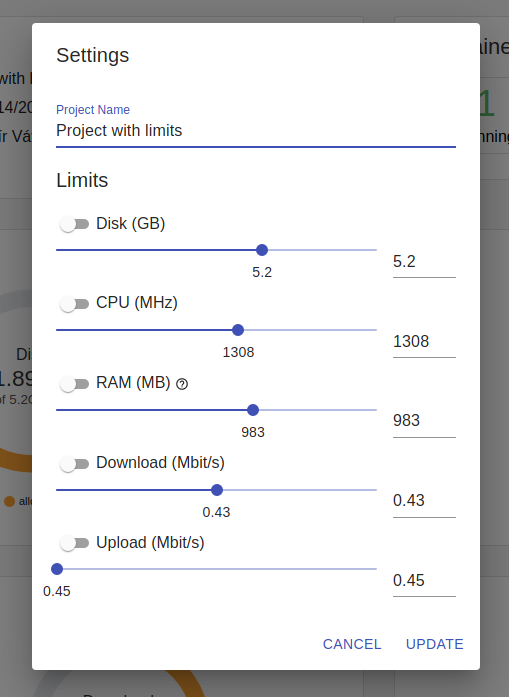 Settings
Project Name
Project with limits
Limits
Disk (GB)
5.2
5.2
CPU (MHz)
1308
1308
RAM (MB)
983
983
Download (Mbit/s)
0.43
0.43
Upload (Mbit/s)
0.45
0.45
CANCEL UPDATE